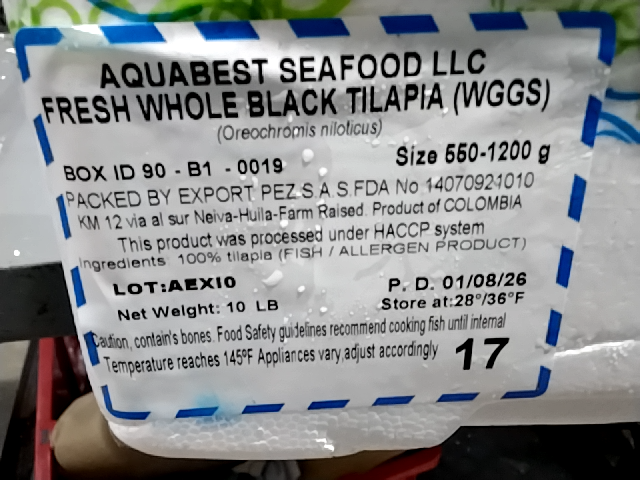 AQUABEST SEAFOOD LLC
FRESH WHOLE BLACK TILAPIA (WGGS)
(Oreochromis niloticus)
BOX ID 90 - B1 - 0019 Size 550-1200 g
PACKED BY EXPORT PEZ S.A.S.FDA No 14070921010
KM 12 via al sur Neiva-Huila-Farm Raised. Product of COLOMBIA
This product was processed under HACCP system
Ingredients: 100% tilapia (FISH / ALLERGEN PRODUCT)
LOT:AEXI0 P. D. 01/08/26
Net Weight: 10 LB Store at:28°/36°F
Caution, contain's bones. Food Safety guidelines recommend cooking fish until internal
Temperature reaches 145°F Appliances vary,adjust accordingly 17